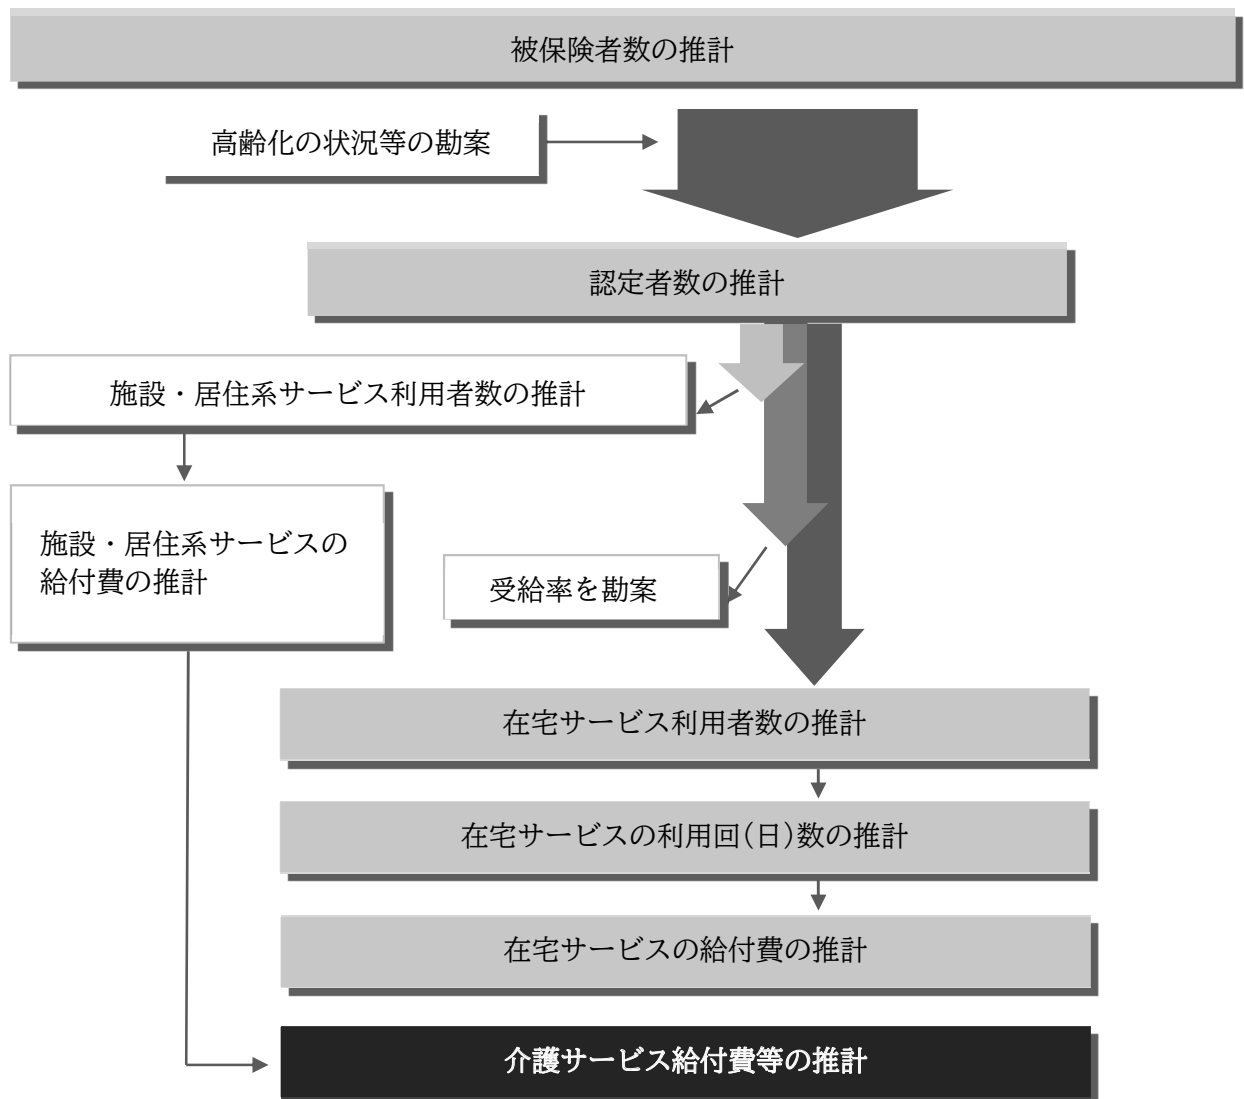 被保険者数の推計
高齢化の状況等の勘案
認定者数の推計
施設・居住系サービス利用者数の推計
施設・居住系サービスの
給付費の推計
受給率を勘案
在宅サービス利用者数の推計
在宅サービスの利用回(日)数の推計
在宅サービスの給付費の推計
介護サービス給付費等の推計